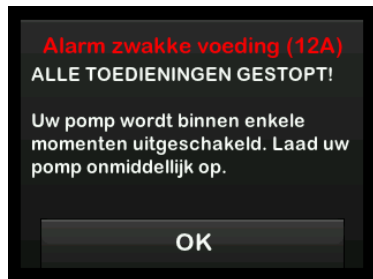 Alarm zwakke voeding (12A)
ALLE TOEDIENINGEN GESTOPT!
Uw pomp wordt binnen enkele
momenten uitgeschakeld. Laad uw
pomp onmiddellijk op.
OK